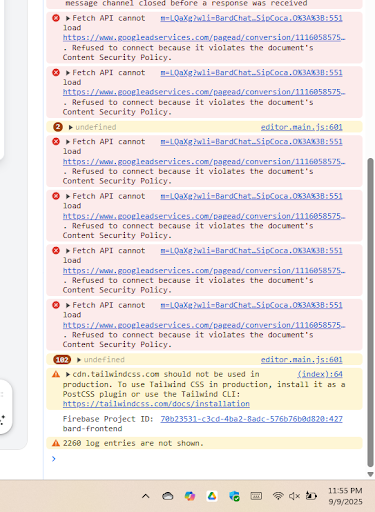 message channel closed before a response was received
Fetch API cannot m=LQaXg?wli=BardChat…SipCoca.O%3A%3B:551
load
https://www.googleadservices.com/pagead/conversion/1116058575…
. Refused to connect because it violates the document's
Content Security Policy.
Fetch API cannot m=LQaXg?wli=BardChat…SipCoca.O%3A%3B:551
load
https://www.googleadservices.com/pagead/conversion/1116058575…
. Refused to connect because it violates the document's
Content Security Policy.
2 undefined editor.main.js:601
Fetch API cannot m=LQaXg?wli=BardChat…SipCoca.O%3A%3B:551
load
https://www.googleadservices.com/pagead/conversion/1116058575…
. Refused to connect because it violates the document's
Content Security Policy.
Fetch API cannot m=LQaXg?wli=BardChat…SipCoca.O%3A%3B:551
load
https://www.googleadservices.com/pagead/conversion/1116058575…
. Refused to connect because it violates the document's
Content Security Policy.
Fetch API cannot m=LQaXg?wli=BardChat…SipCoca.O%3A%3B:551
load
https://www.googleadservices.com/pagead/conversion/1116058575…
. Refused to connect because it violates the document's
Content Security Policy.
Fetch API cannot m=LQaXg?wli=BardChat…SipCoca.O%3A%3B:551
load
https://www.googleadservices.com/pagead/conversion/1116058575…
. Refused to connect because it violates the document's
Content Security Policy.
102 undefined editor.main.js:601
cdn.tailwindcss.com should not be used in (index):64
production. To use Tailwind CSS in production, install it as a
PostCSS plugin or use the Tailwind CLI:
https://tailwindcss.com/docs/installation
Firebase Project ID: 70b23531-c3cd-4ba2-8adc-576b76b0d820:427
bard-frontend
2260 log entries are not shown.
11:55 PM
9/9/2025